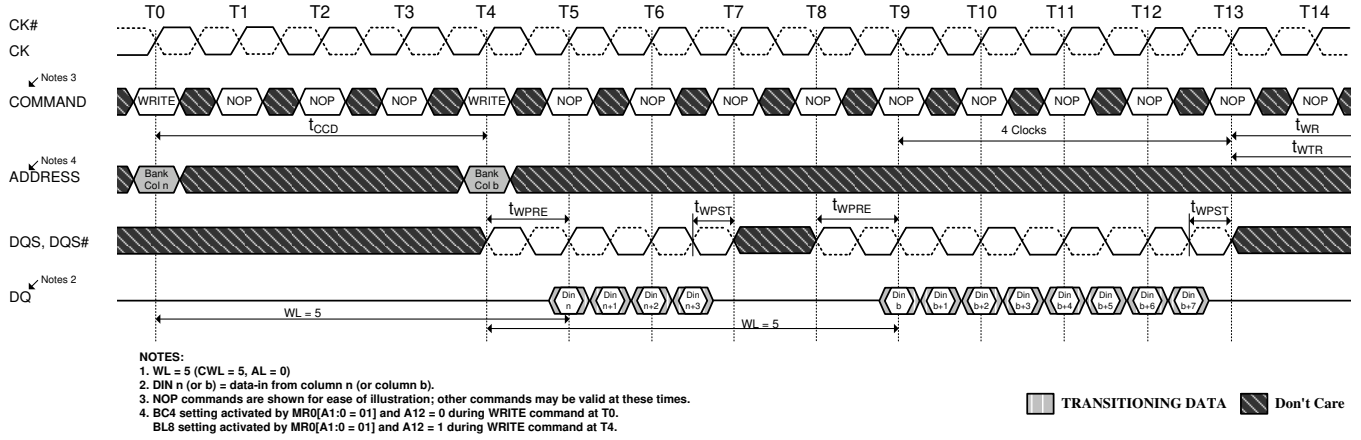 T0 T1 T2 T3 T4 T5 T6 T7 T8 T9 T10 T11 T12 T13 T14
CK#
CK
Notes 3
COMMAND
WRITE NOP NOP NOP WRITE NOP NOP NOP NOP NOP NOP NOP NOP NOP NOP
tCCD
4 Clocks
tWR
tWTR
Notes 4
ADDRESS
Bank Col n
Bank Col b
tWPRE
tWPST
tWPRE
tWPST
DQS, DQS#
Notes 2
DQ
Din n
Din n+1
Din n+2
Din n+3
Din b
Din b+1
Din b+2
Din b+3
Din b+4
Din b+5
Din b+6
Din b+7
WL = 5
WL = 5
NOTES:
1. WL = 5 (CWL = 5, AL = 0)
2. DIN n (or b) = data-in from column n (or column b).
3. NOP commands are shown for ease of illustration; other commands may be valid at these times.
4. BC4 setting activated by MR0[A1:0 = 01] and A12 = 0 during WRITE command at T0.
BL8 setting activated by MR0[A1:0 = 01] and A12 = 1 during WRITE command at T4.
TRANSITIONING DATA
Don't Care